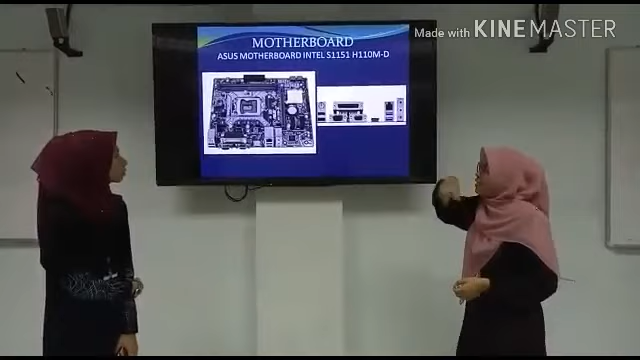 Made with KINEMASTER
MOTHERBOARD
ASUS MOTHERBOARD INTEL S1151 H110M-D